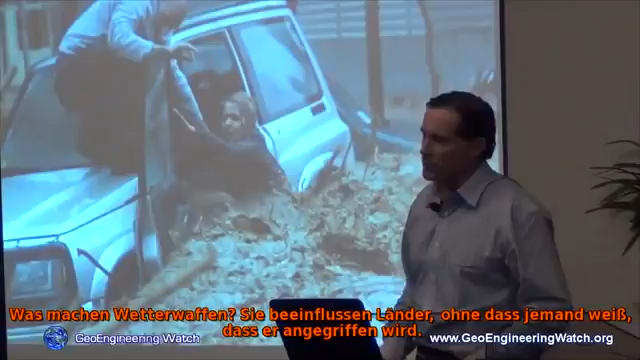 Was machen Wetterwaffen? Sie beeinflussen Länder, ohne dass jemand weiß,
dass er angegriffen wird.
GeoEngineering Watch
www.GeoEngineeringWatch.org